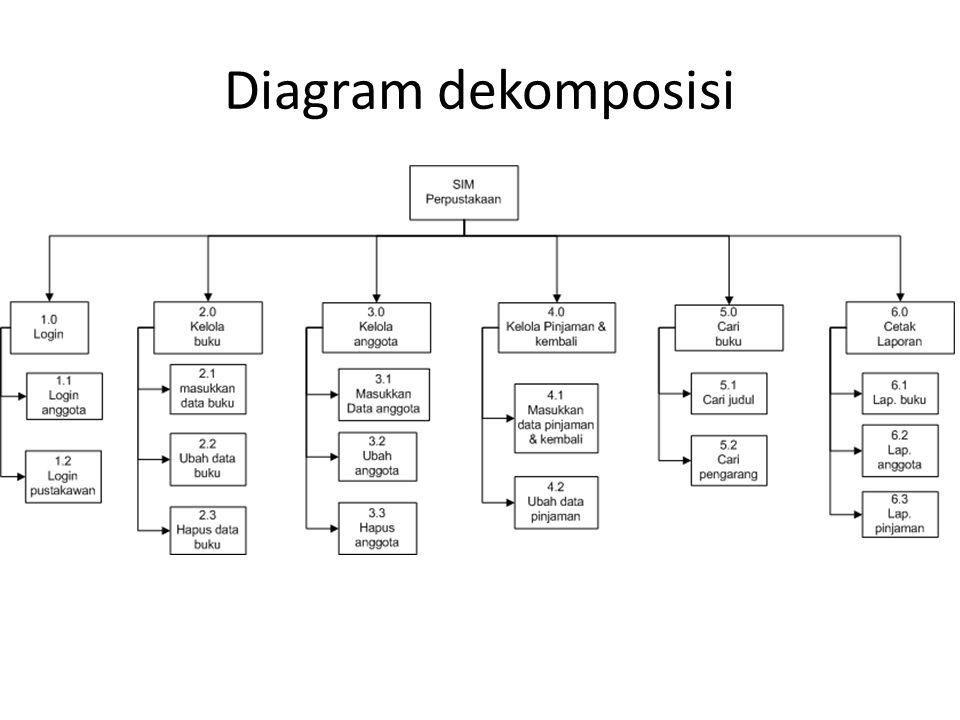 Diagram dekomposisi
SIM
Perpustakaan
1.0
Login
1.1
Login
anggota
1.2
Login
pustakawan
2.0
Kelola
buku
2.1
masukkan
data buku
2.2
Ubah data
buku
2.3
Hapus data
buku
3.0
Kelola
anggota
3.1
Masukkan
Data anggota
3.2
Ubah
anggota
3.3
Hapus
anggota
4.0
Kelola Pinjaman &
kembali
4.1
Masukkan
data pinjaman
& kembali
4.2
Ubah data
pinjaman
5.0
Cari
buku
5.1
Cari judul
5.2
Cari
pengarang
6.0
Cetak
Laporan
6.1
Lap. buku
6.2
Lap.
anggota
6.3
Lap.
pinjaman